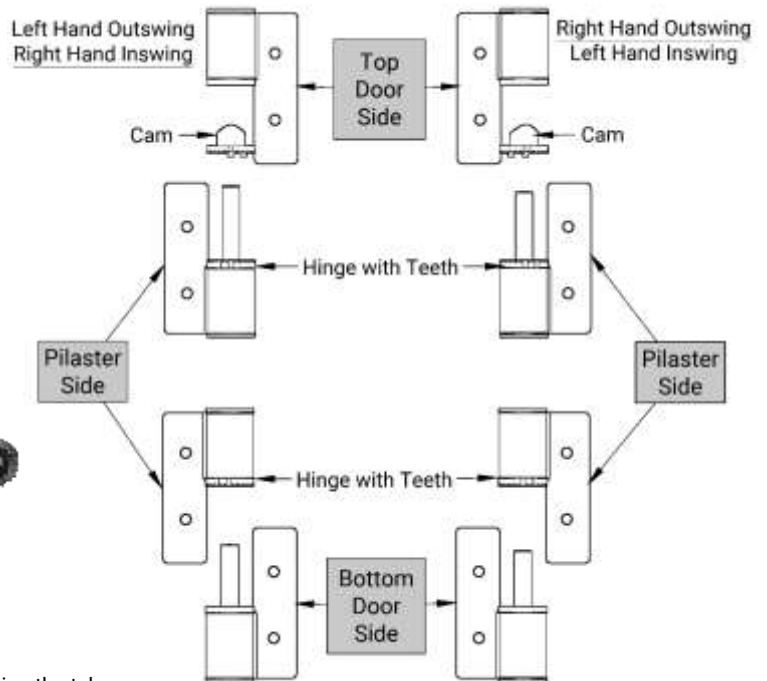 Left Hand Outswing
Right Hand Inswing
Right Hand Outswing
Left Hand Inswing
Top
Door
Side
Cam
Cam
Hinge with Teeth
Pilaster
Side
Pilaster
Side
Hinge with Teeth
Bottom
Door
Side